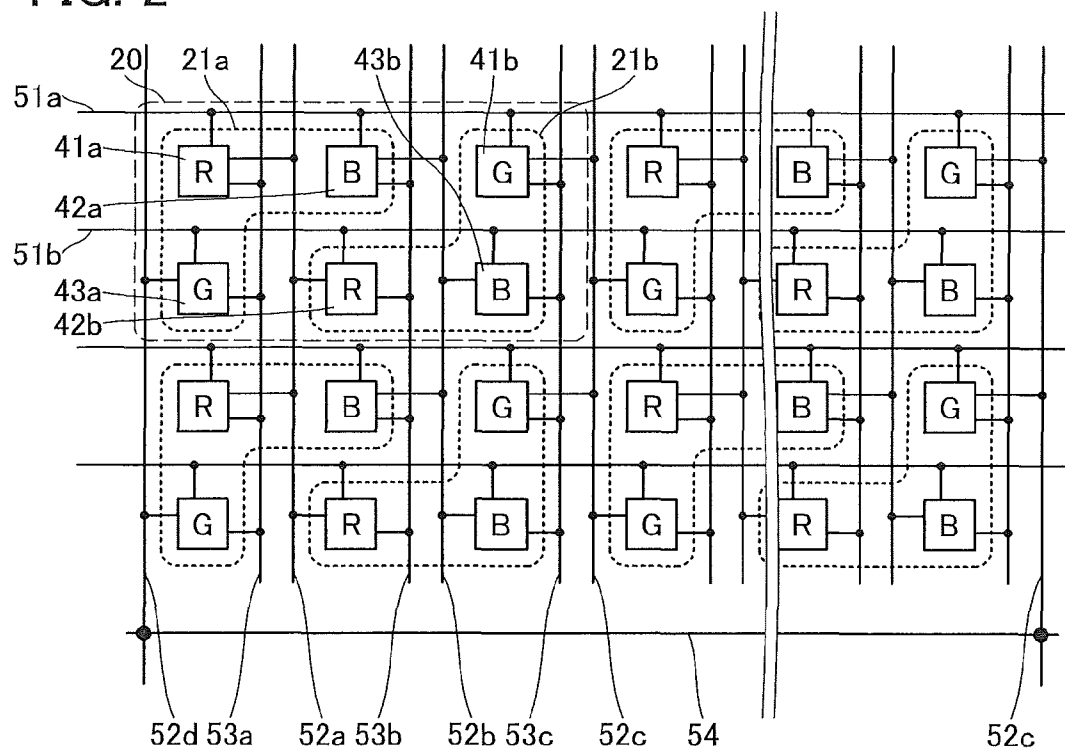 FIG. 2
20 21a 43b 41b 21b
51a
41a R B G R B G
42a
51b
43a G R B G R B
42b
R B G R B G
G R B G R B
52d 53a 52a 53b 52b 53c 52c 54 52c